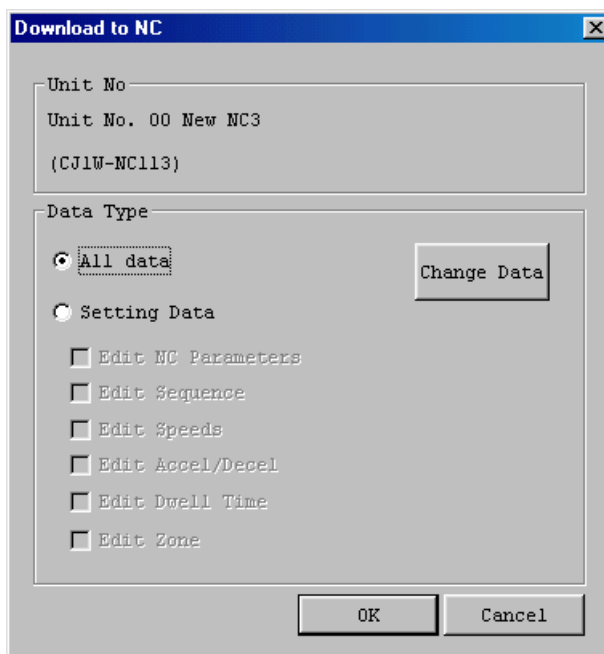 Download to NC
Unit No
Unit No. 00 New NC3
(CJ1W-NC113)
Data Type
All data
Change Data
Setting Data
Edit NC Parameters
Edit Sequence
Edit Speeds
Edit Accel/Decel
Edit Dwell Time
Edit Zone
OK
Cancel